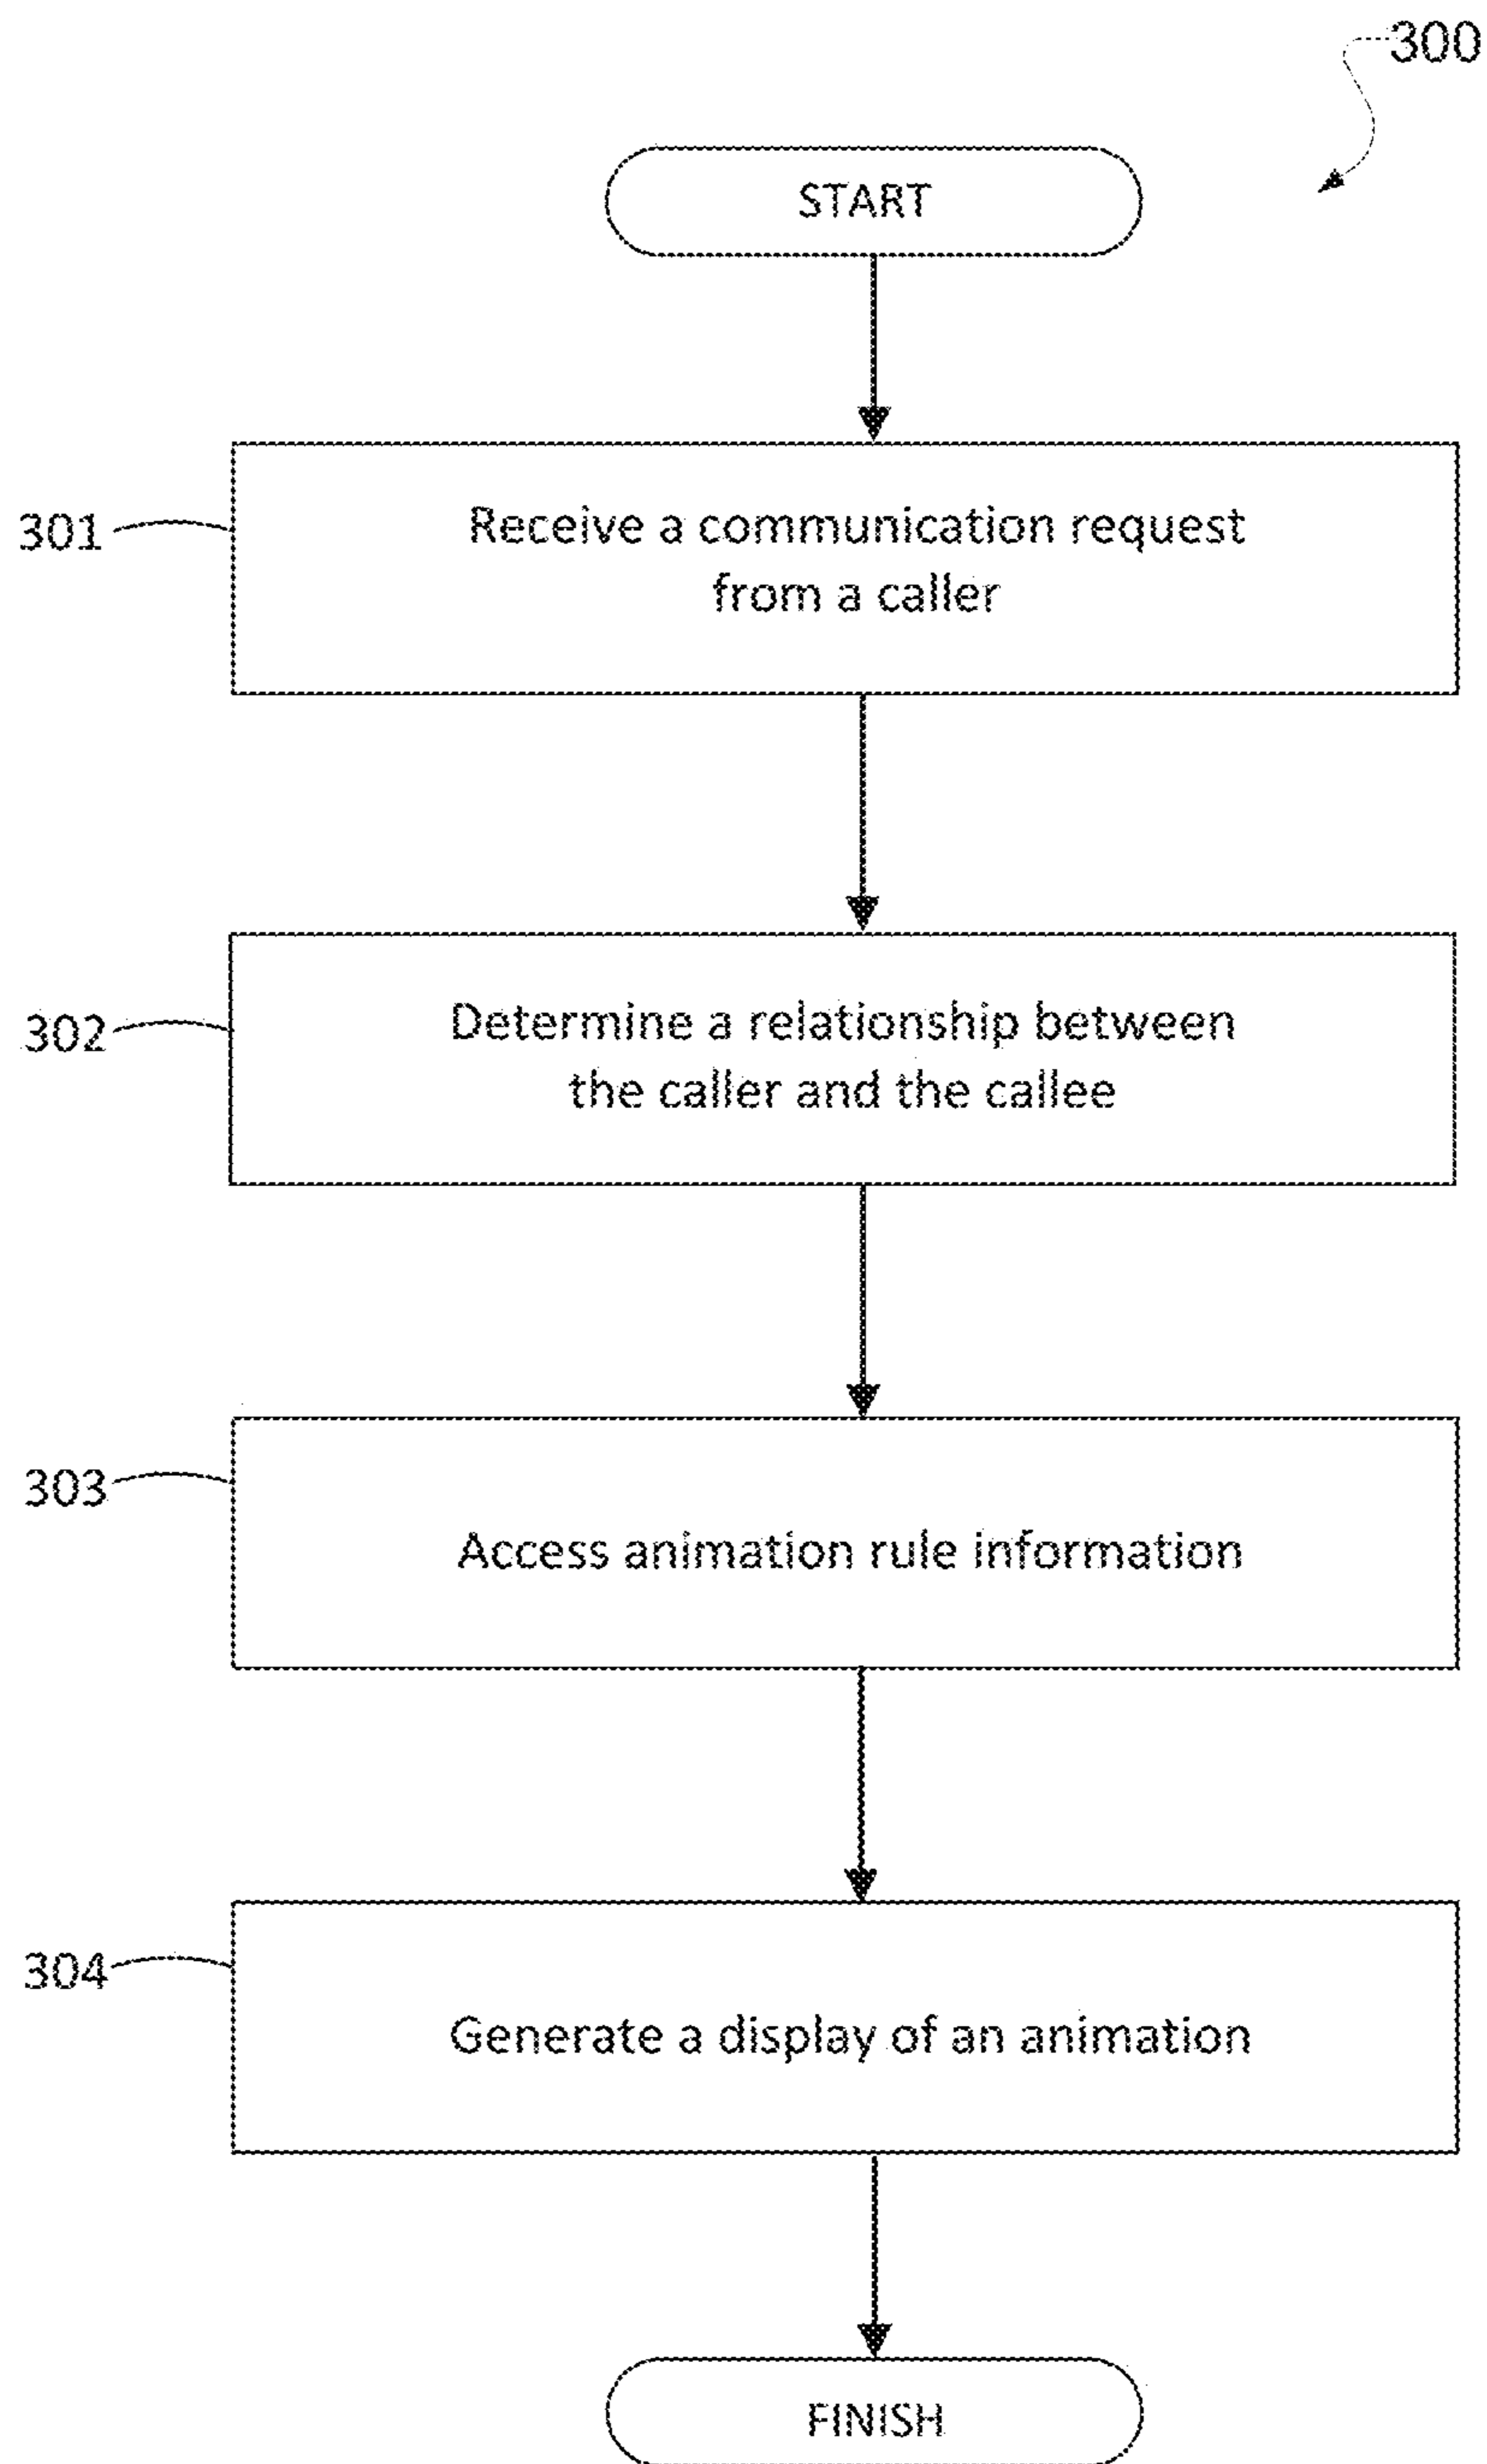 300
START
301
Receive a communication request
from a caller
302
Determine a relationship between
the caller and the callee
303
Access animation rule information
304
Generate a display of an animation
FINISH